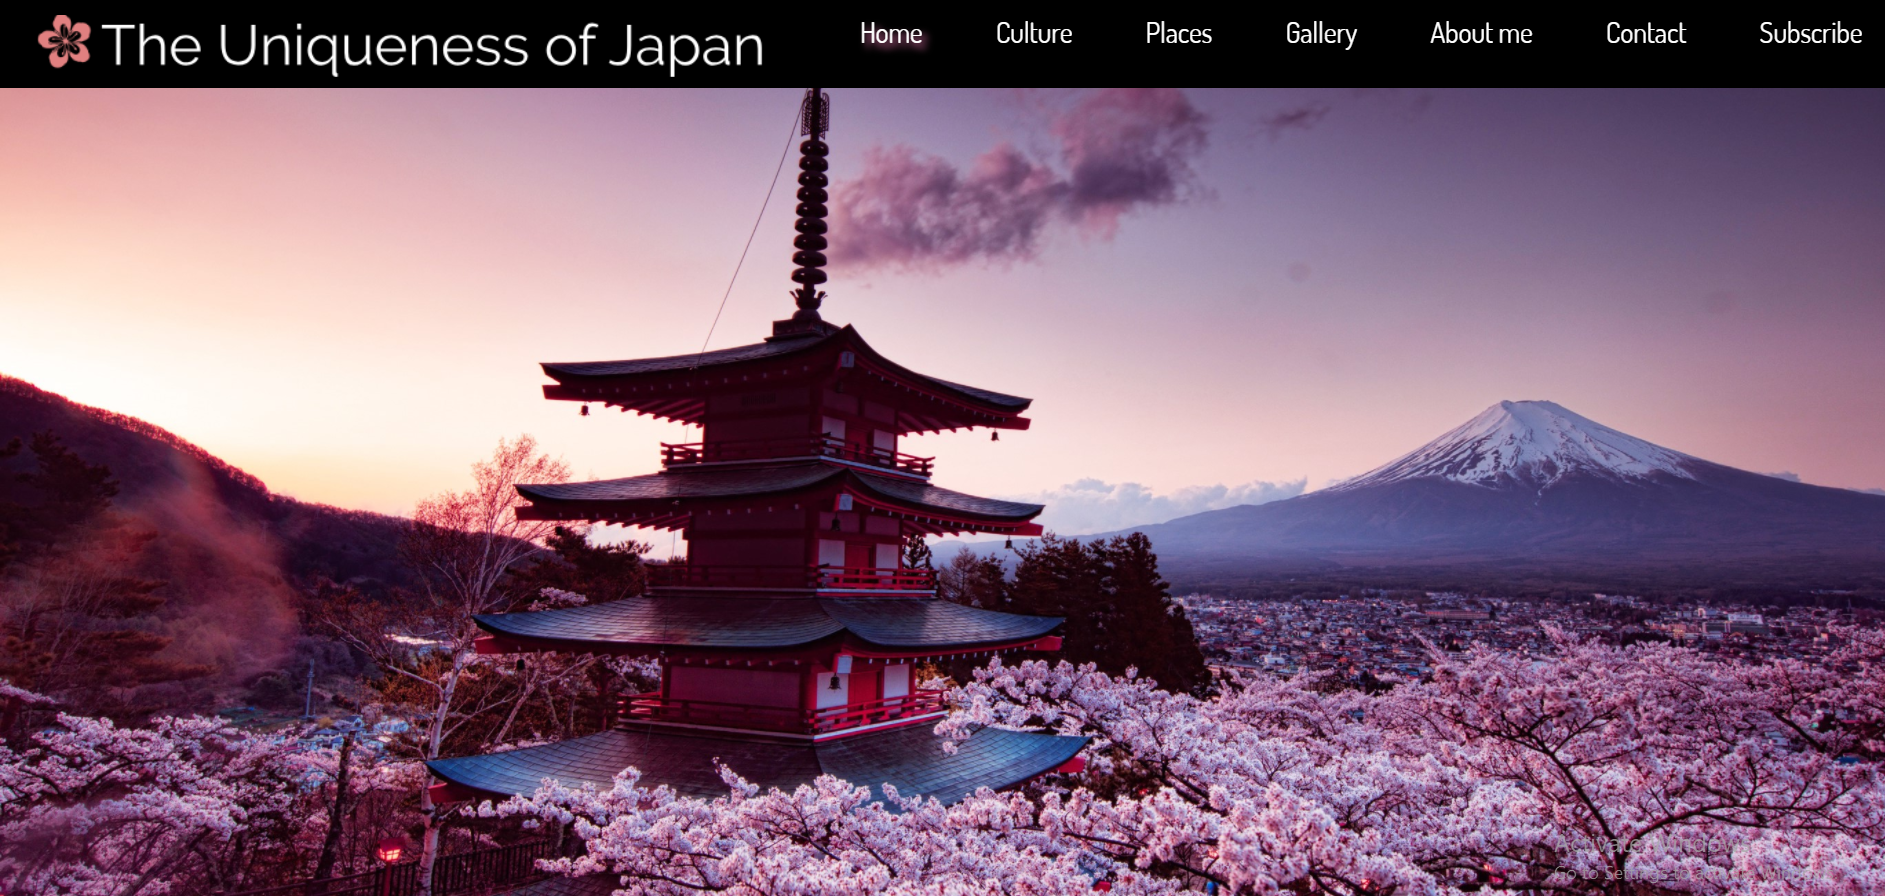 The Uniqueness of Japan
Home
Culture
Places
Gallery
About me
Contact
Subscribe
Activate Windows
Go to Settings to activate Windows.